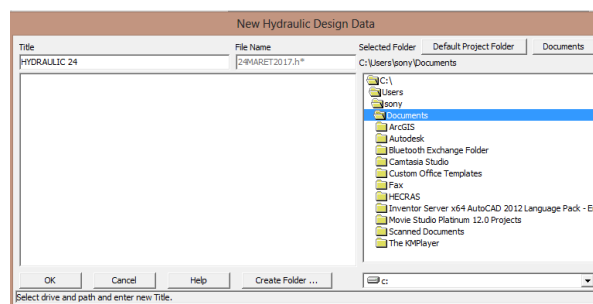 New Hydraulic Design Data
Title
File Name
Selected Folder
Default Project Folder
Documents
HYDRAULIC 24
24MARET2017.h*
C:\Users\sony\Documents
C:\
Users
sony
Documents
ArcGIS
Autodesk
Bluetooth Exchange Folder
Camtasia Studio
Custom Office Templates
Fax
HECRAS
Inventor Server x64 AutoCAD 2012 Language Pack - E
Movie Studio Platinum 12.0 Projects
Scanned Documents
The KMPlayer
OK
Cancel
Help
Create Folder ...
c:
Select drive and path and enter new Title.